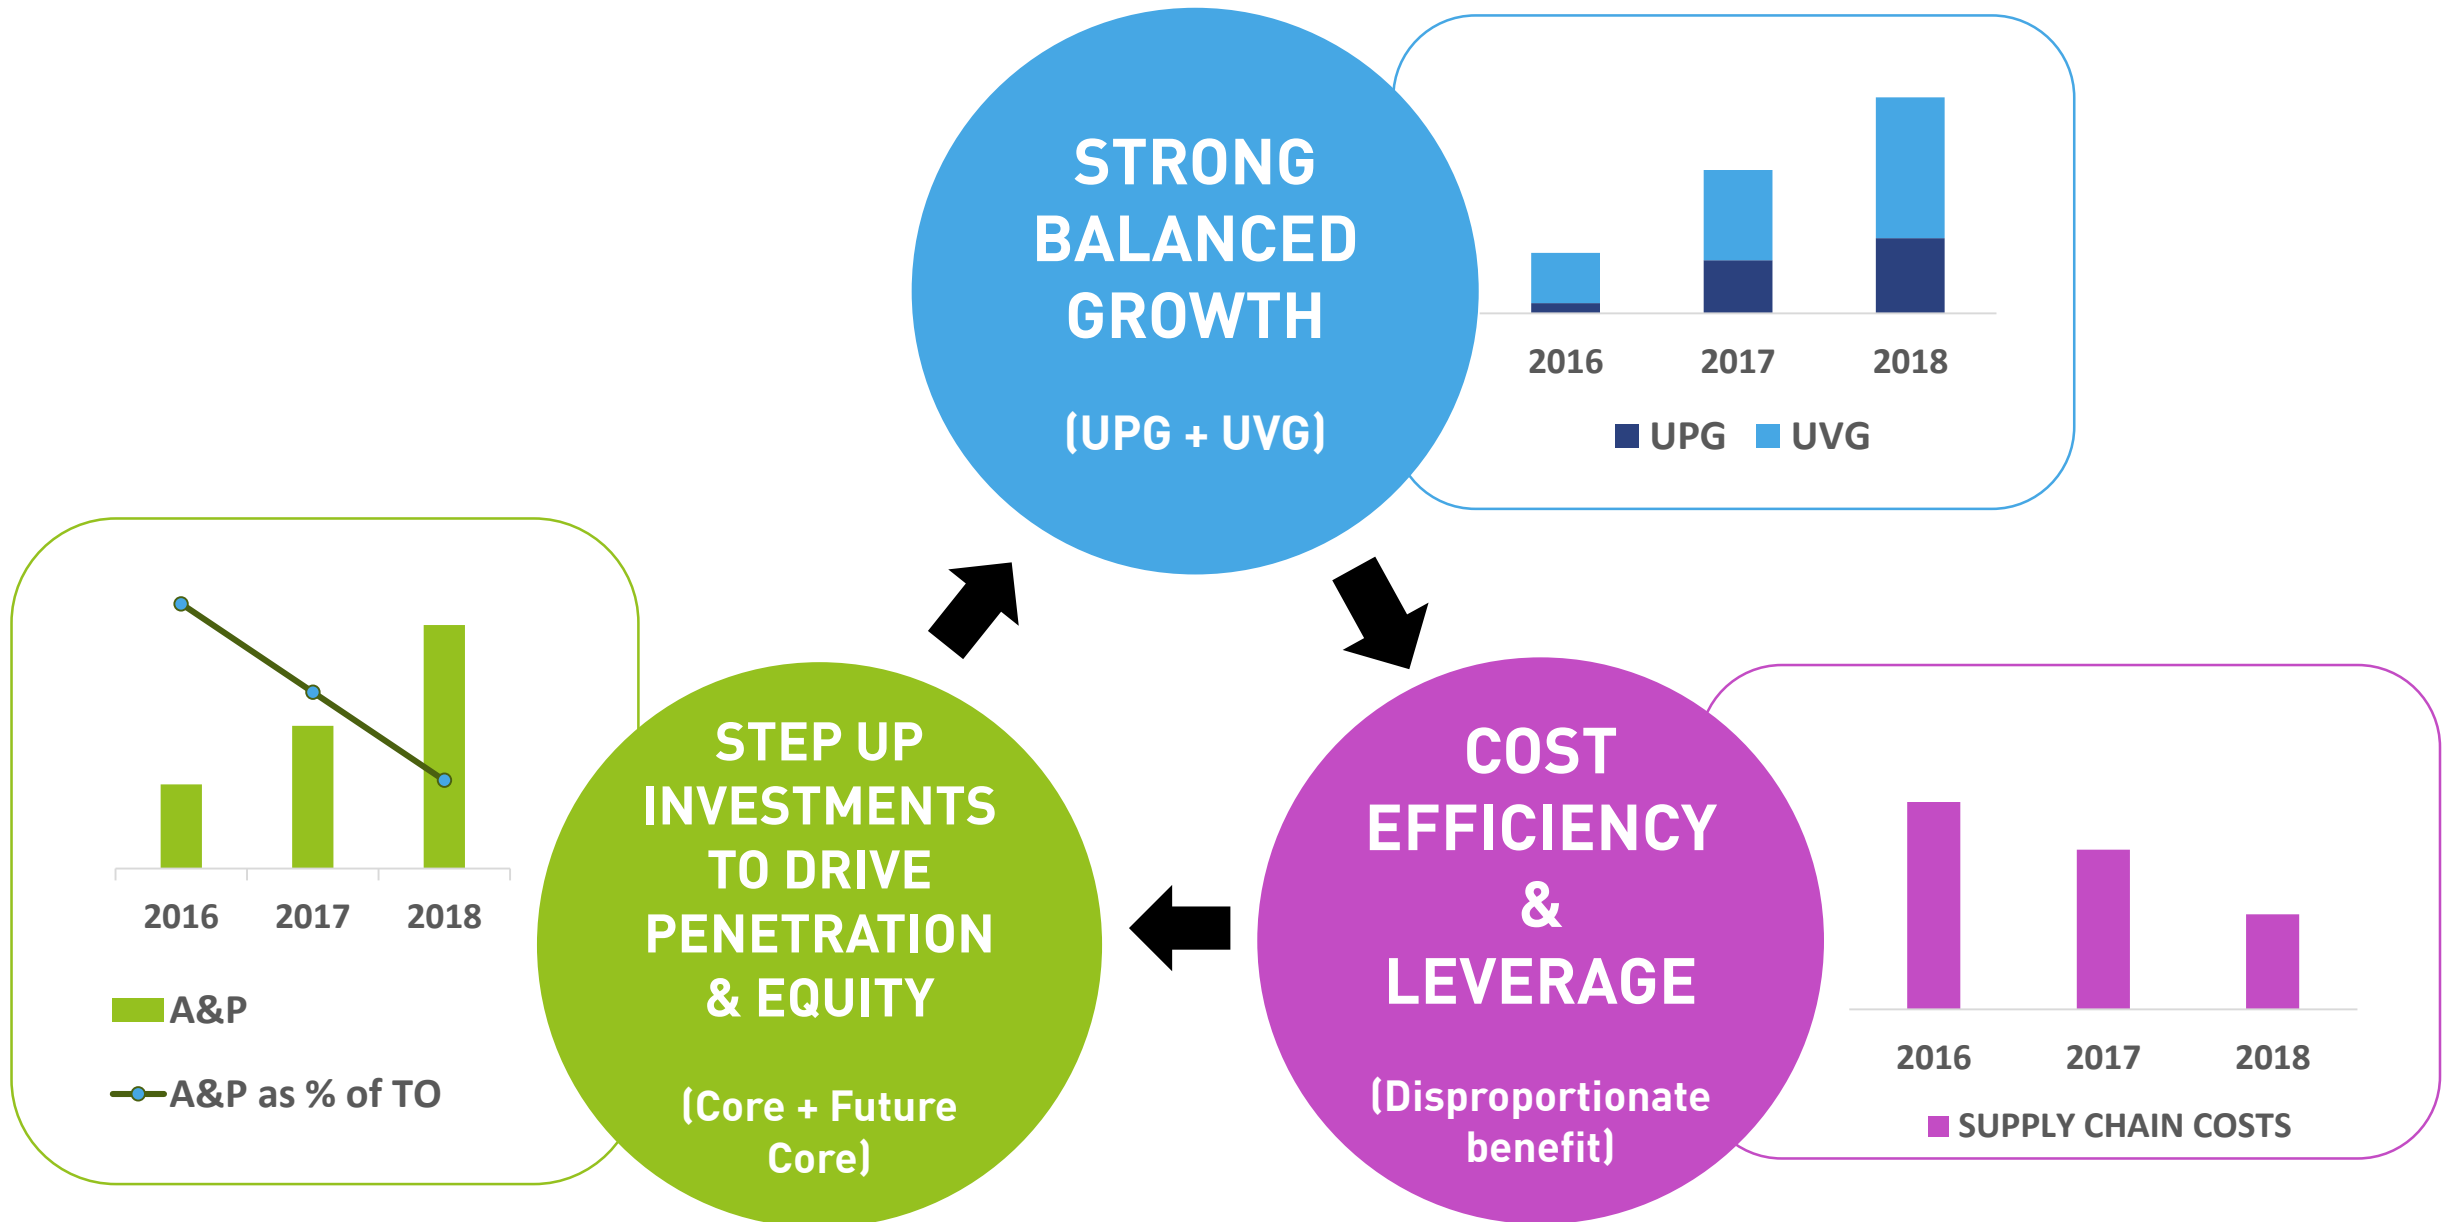 STRONG
BALANCED
GROWTH
(UPG + UVG)
2016 2017 2018
UPG UVG
2016 2017 2018
A&P
A&P as % of TO
STEP UP
INVESTMENTS
TO DRIVE
PENETRATION
& EQUITY
(Core + Future
Core)
COST
EFFICIENCY
&
LEVERAGE
(Disproportionate
benefit)
2016 2017 2018
SUPPLY CHAIN COSTS